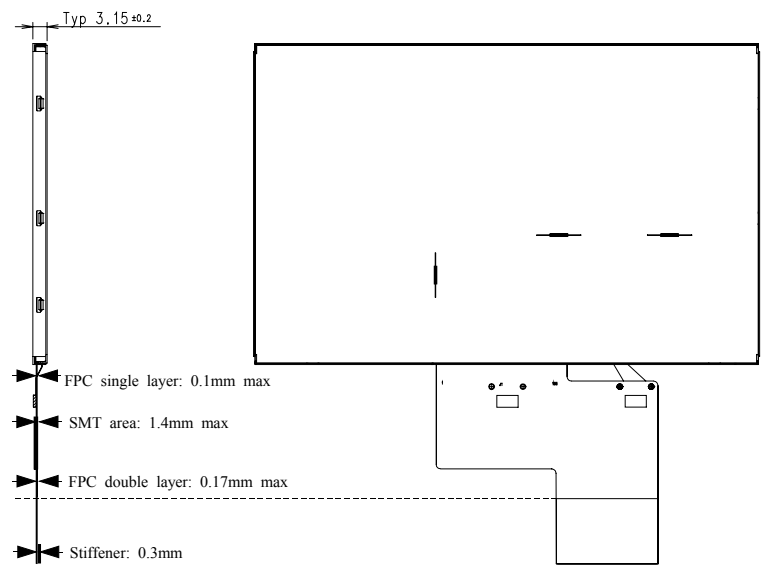 Typ 3.15±0.2
FPC single layer: 0.1mm max
SMT area: 1.4mm max
FPC double layer: 0.17mm max
Stiffener: 0.3mm